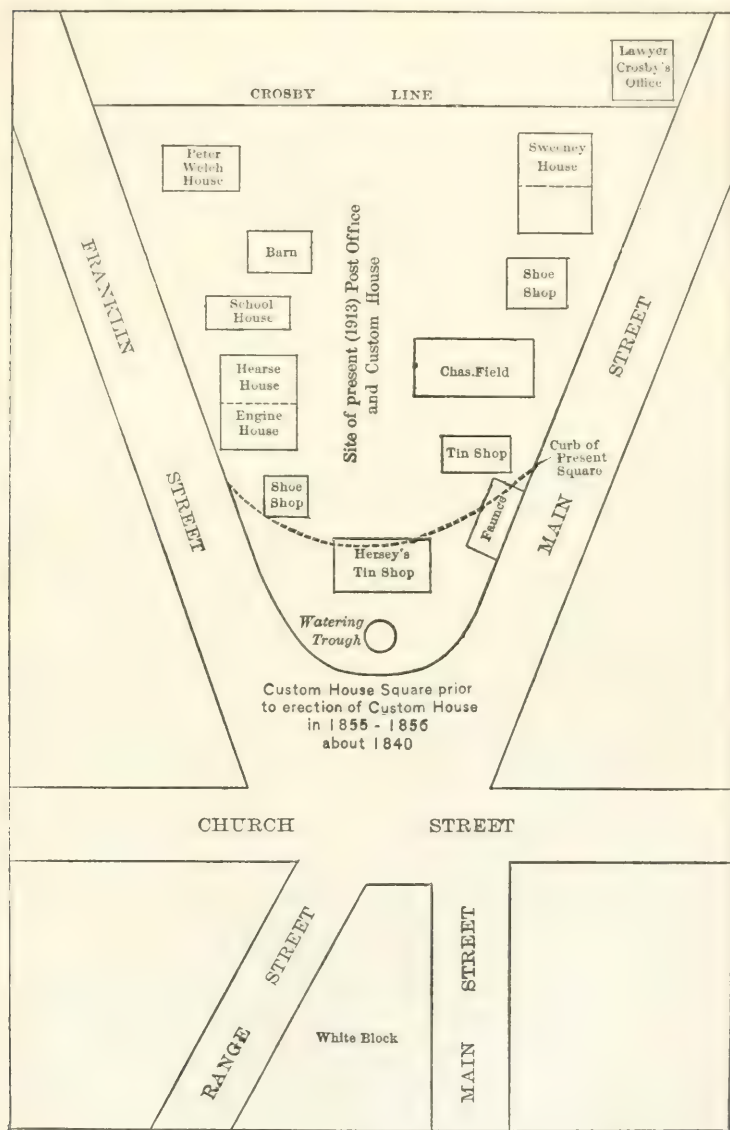 Lawyer
Crosby's
Office
CROSBY LINE
Peter
Welch
House
Sweeney
House
Barn
Shoe
Shop
School
House
FRANKLIN
STREET
Site of present (1913) Post Office
and Custom House
STREET
MAIN
Hearse
House
Engine
House
Chas. Field
Tin Shop
Curb of
Present
Square
Shoe
Shop
Faunce
Hersey's
Tin Shop
Watering
Trough
Custom House Square prior
to erection of Custom House
in 1855 - 1856
about 1840
CHURCH STREET
RANGE STREET
White Block
MAIN STREET